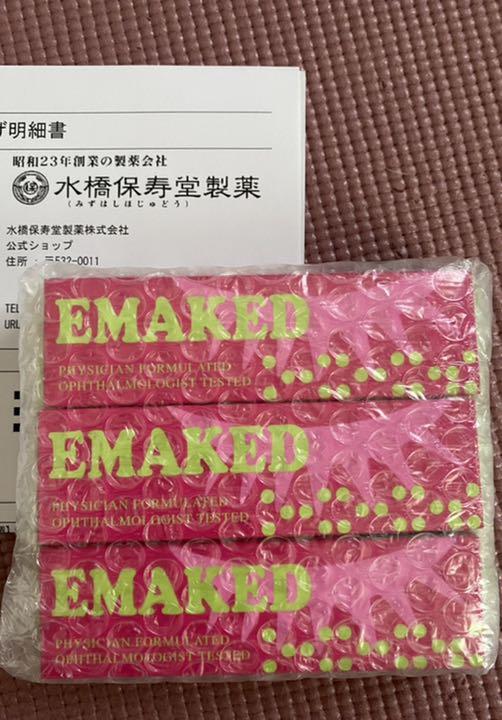 明細書
昭和23年創業の製薬会社
水橋保寿堂製薬
(みずはしほじゅどう)
水橋保寿堂製薬株式会社
公式ショップ
住所 : 〒532-0011
TEL
URL
EMAKED
PHYSICIAN FORMULATED
OPHTHALMOLOGIST TESTED
EMAKED
PHYSICIAN FORMULATED
OPHTHALMOLOGIST TESTED
EMAKED
PHYSICIAN FORMULATED
OPHTHALMOLOGIST TESTED